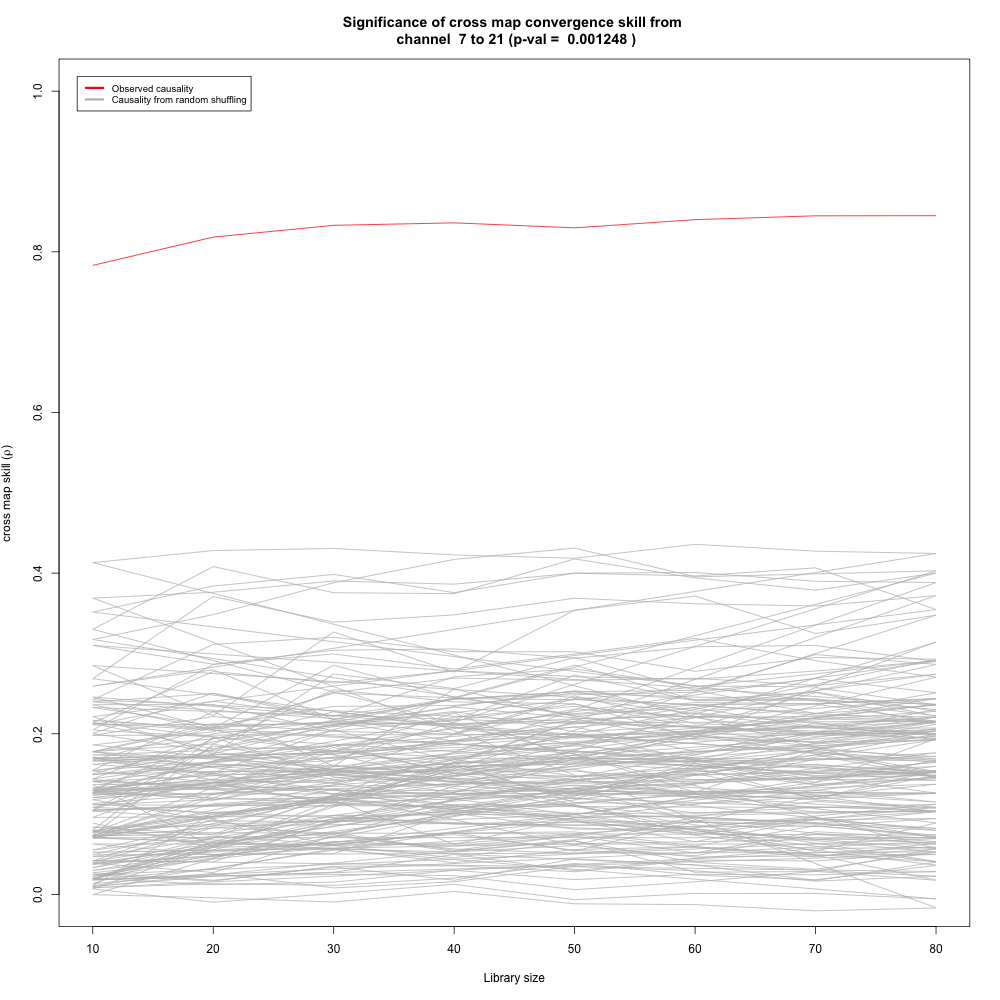 Significance of cross map convergence skill from
channel  7 to 21 (p-val =  0.001248 )
Observed causality
Causality from random shuffling
cross map skill (ρ)
1.0
0.8
0.6
0.4
0.2
0.0
10 20 30 40 50 60 70 80
Library size